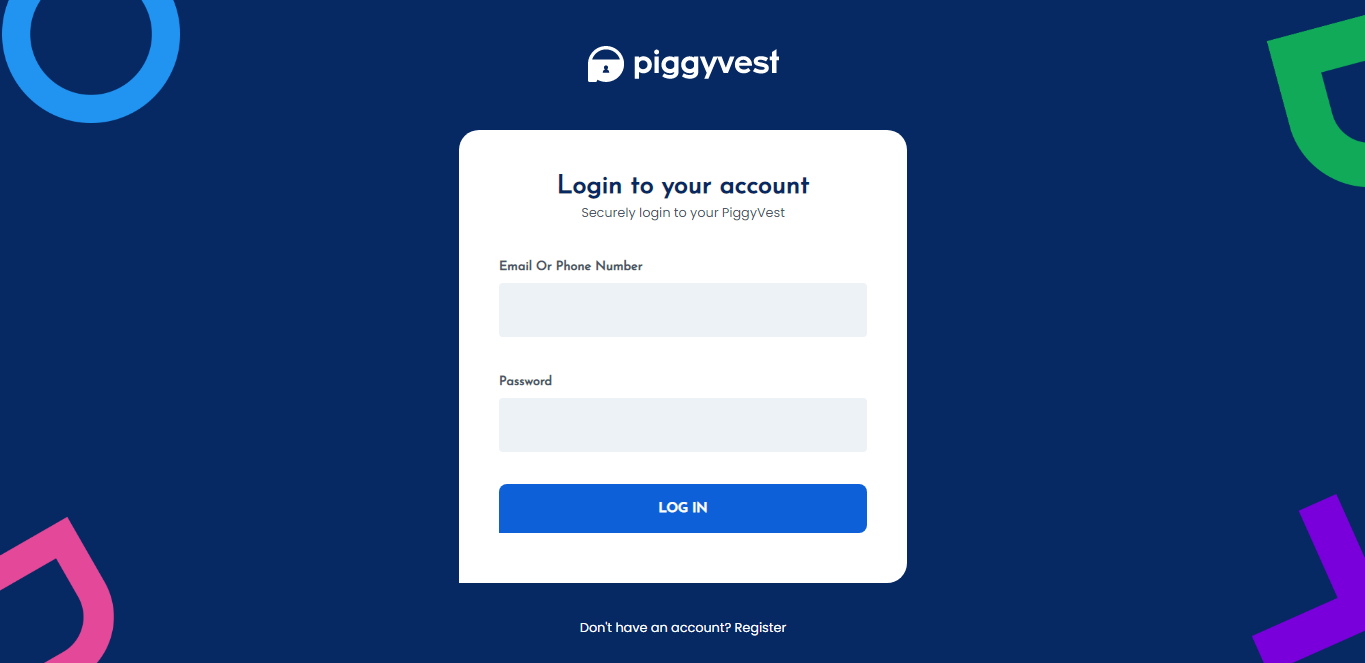 piggyvest
Login to your account
Securely login to your PiggyVest
Email Or Phone Number
Password
LOG IN
Don't have an account? Register